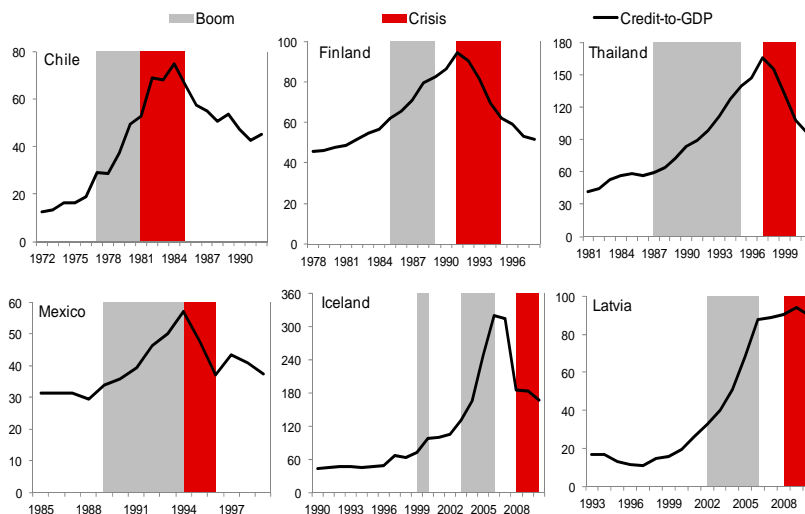 Boom Crisis Credit-to-GDP
Chile
80
60
40
20
0
1972 1975 1978 1981 1984 1987 1990
Finland
100
80
60
40
20
0
1978 1981 1984 1987 1990 1993 1996
Thailand
180
150
120
90
60
30
0
1981 1984 1987 1990 1993 1996 1999
Mexico
60
50
40
30
20
10
0
1985 1988 1991 1994 1997
Iceland
360
300
240
180
120
60
0
1990 1993 1996 1999 2002 2005 2008
Latvia
100
80
60
40
20
0
1993 1996 1999 2002 2005 2008